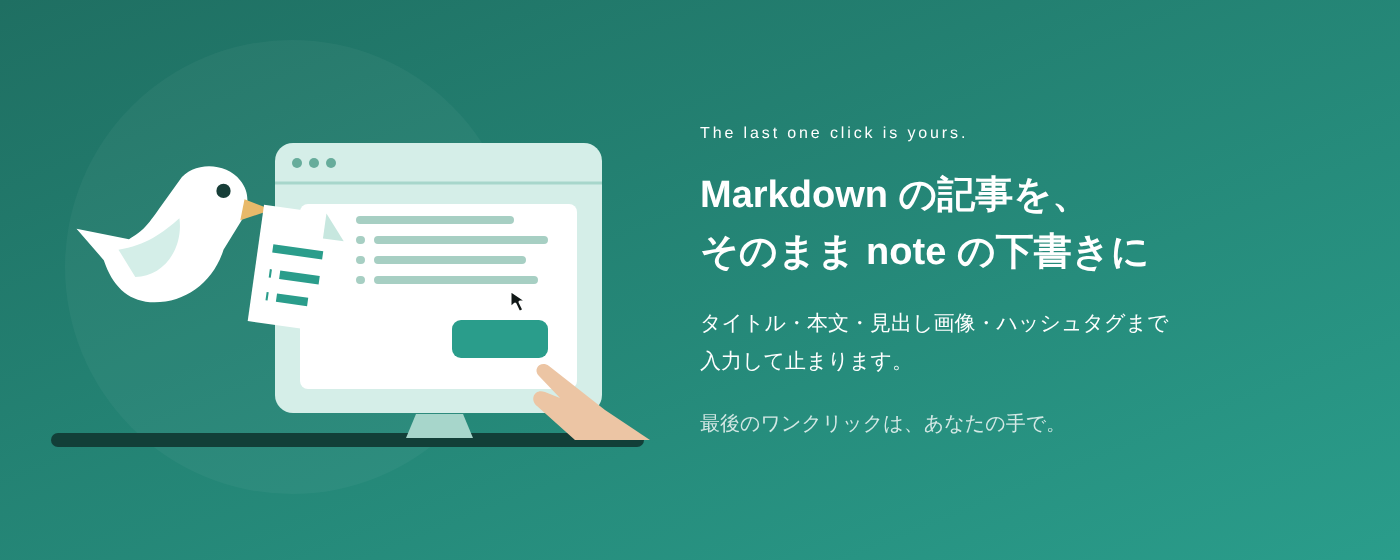 The last one click is yours.
Markdown の記事を、
そのまま note の下書きに
タイトル・本文・見出し画像・ハッシュタグまで
入力して止まります。
最後のワンクリックは、あなたの手で。